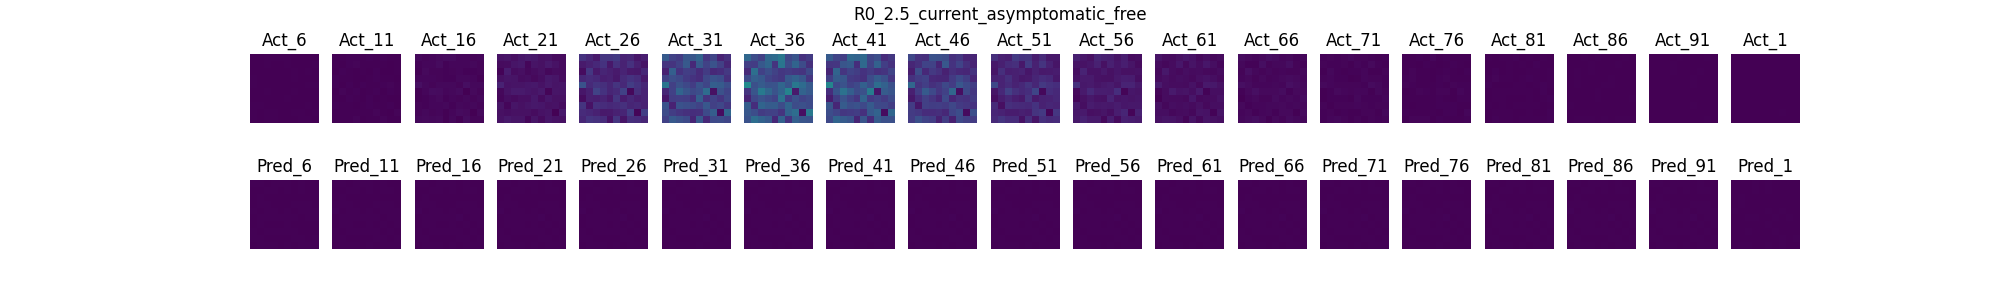 R0_2.5_current_asymptomatic_free
Act_6 Act_11 Act_16 Act_21 Act_26 Act_31 Act_36 Act_41 Act_46 Act_51 Act_56 Act_61 Act_66 Act_71 Act_76 Act_81 Act_86 Act_91 Act_1
Pred_6 Pred_11 Pred_16 Pred_21 Pred_26 Pred_31 Pred_36 Pred_41 Pred_46 Pred_51 Pred_56 Pred_61 Pred_66 Pred_71 Pred_76 Pred_81 Pred_86 Pred_91 Pred_1